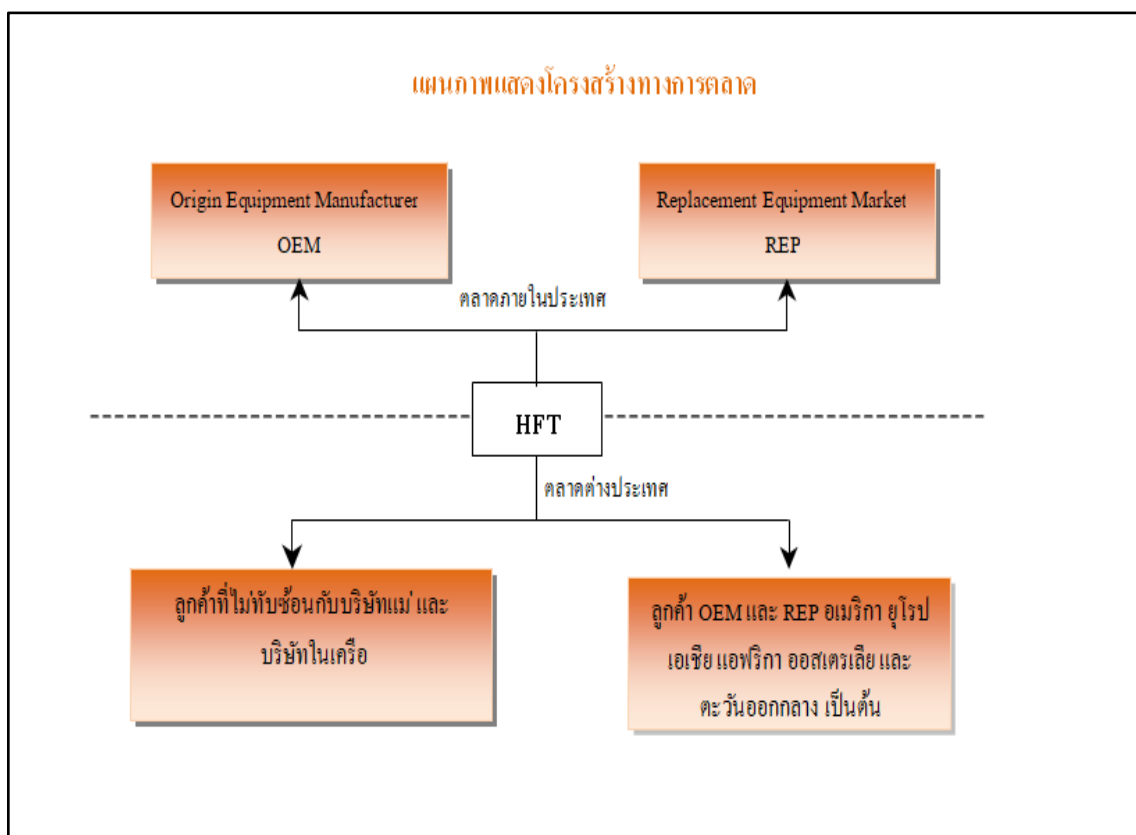 แผนภาพแสดงโครงสร้างทางการตลาด
Origin Equipment Manufacturer
OEM
Replacement Equipment Market
REP
ตลาดภายในประเทศ
HFT
ตลาดต่างประเทศ
ลูกค้าที่ไม่ทับซ้อนกับบริษัทแม่ และ
บริษัทในเครือ
ลูกค้า OEM และ REP อเมริกา ยุโรป
เอเชีย แอฟริกา ออสเตรเลีย และ
ตะวันออกกลาง เป็นต้น